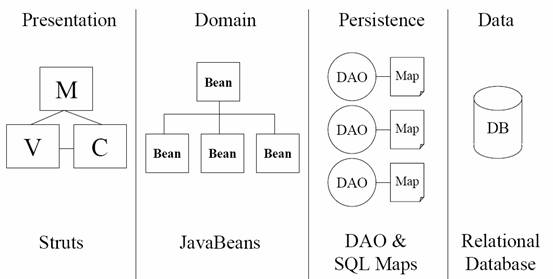 Presentation
M
V C
Struts
Domain
Bean
Bean Bean Bean
JavaBeans
Persistence
DAO Map
DAO Map
DAO Map
DAO &
SQL Maps
Data
DB
Relational
Database